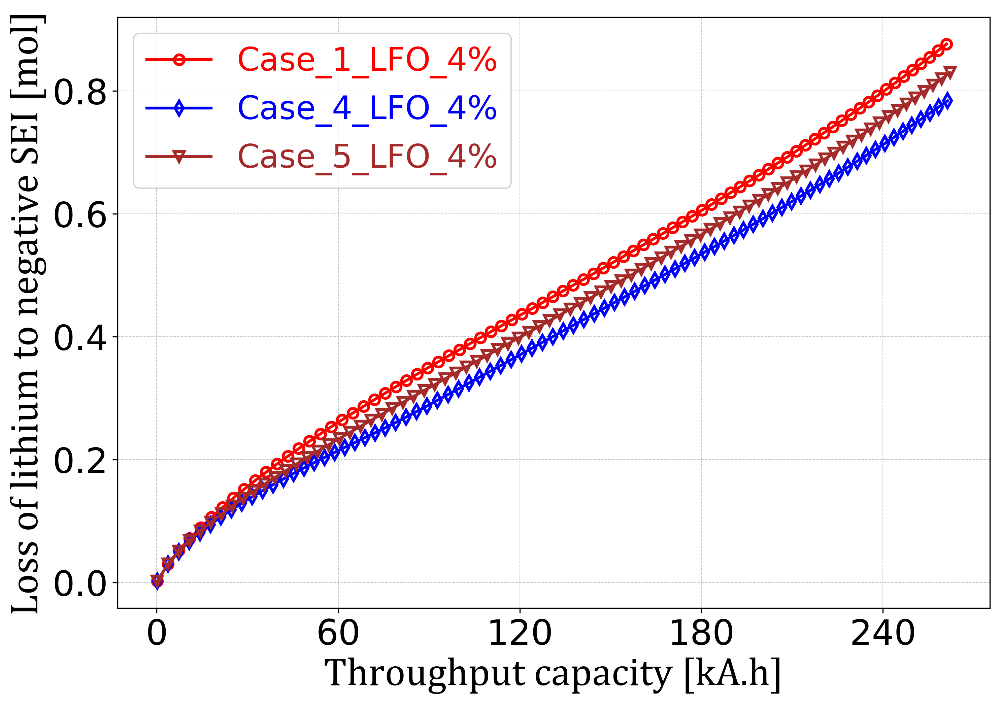 Loss of lithium to negative SEI [mol]
0.8
0.6
0.4
0.2
0.0
Case_1_LFO_4%
Case_4_LFO_4%
Case_5_LFO_4%
0 60 120 180 240
Throughput capacity [kA.h]